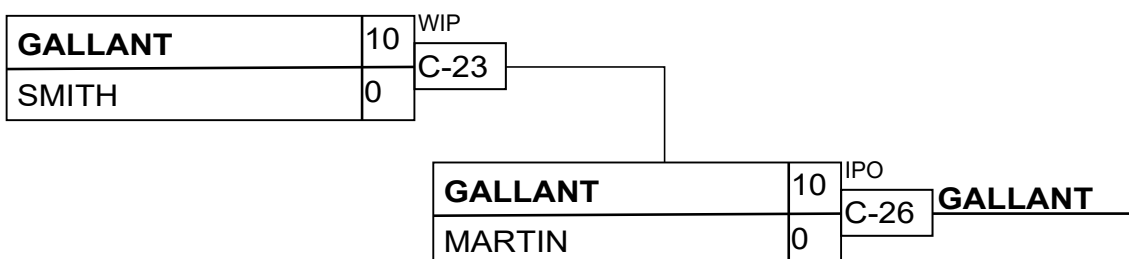 GALLANT 10 WIP
C-23
SMITH 0
GALLANT 10 IPO
C-26 GALLANT
MARTIN 0